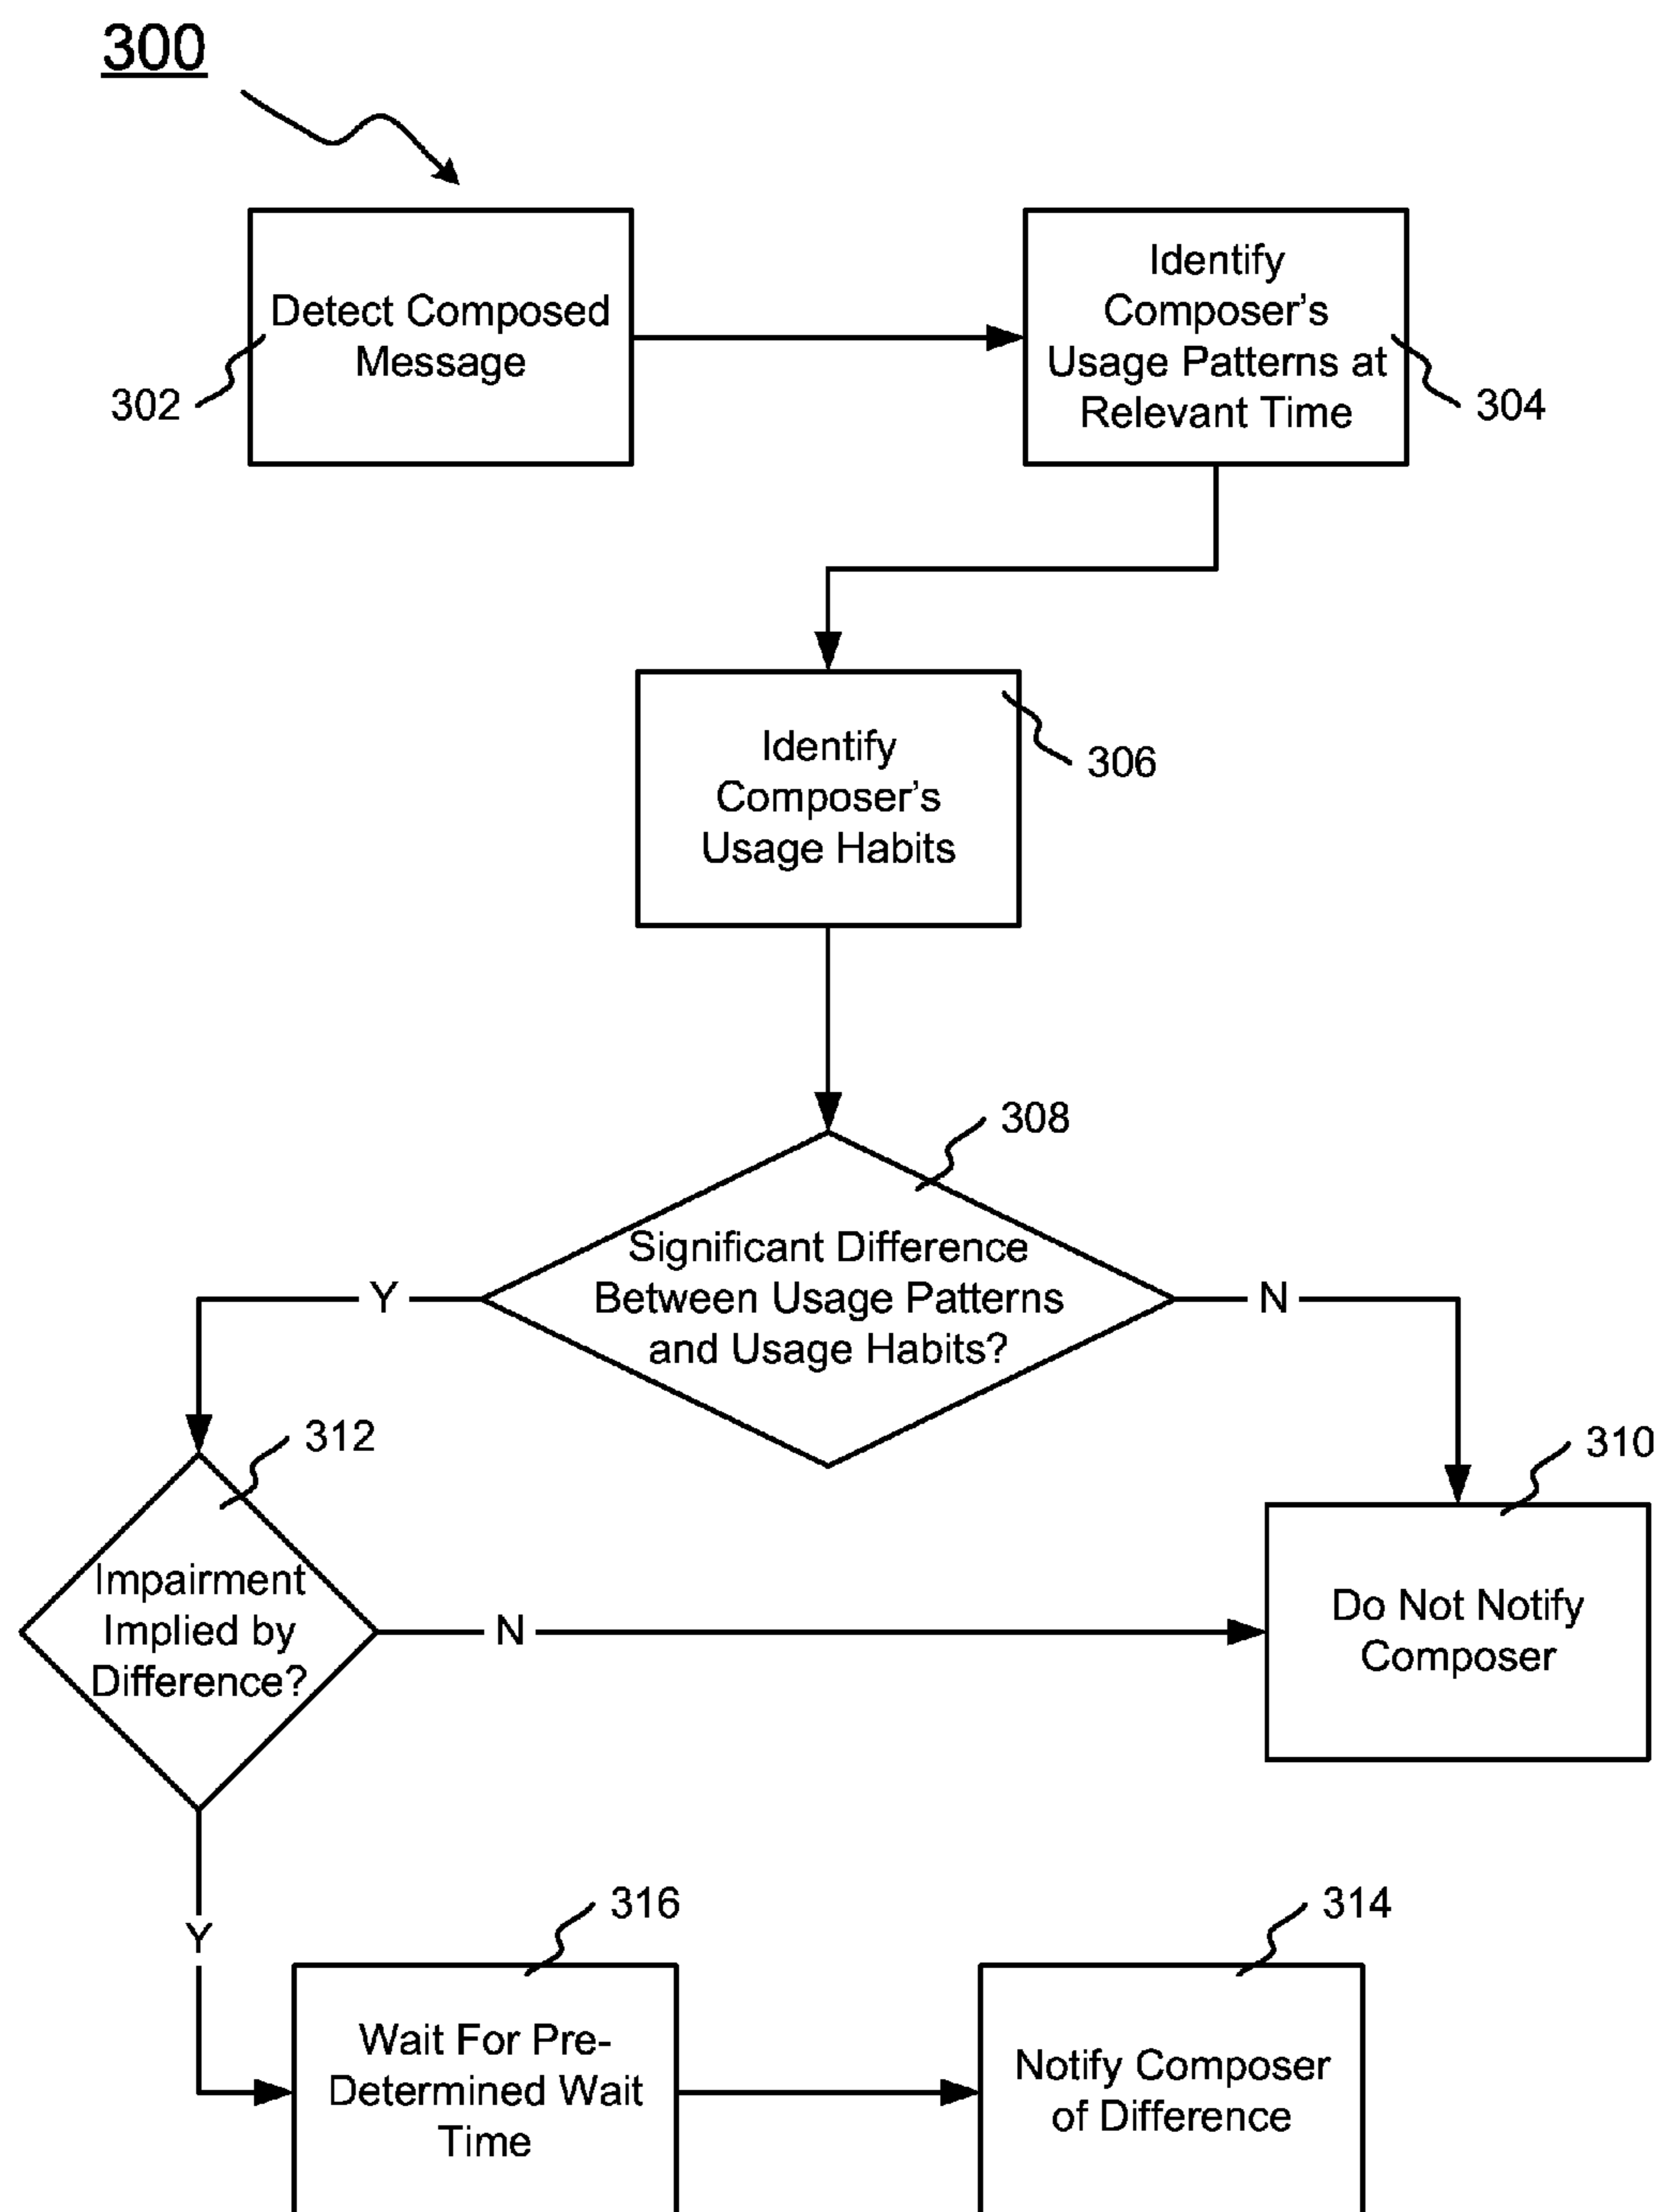 300
Detect Composed
Message
302
Identify
Composer's
Usage Patterns at
Relevant Time
304
Identify
Composer's
Usage Habits
306
308
Significant Difference
Between Usage Patterns
and Usage Habits?
Y
N
312
310
Impairment
Implied by
Difference?
N
Do Not Notify
Composer
Y
316
314
Wait For Pre-
Determined Wait
Time
Notify Composer
of Difference